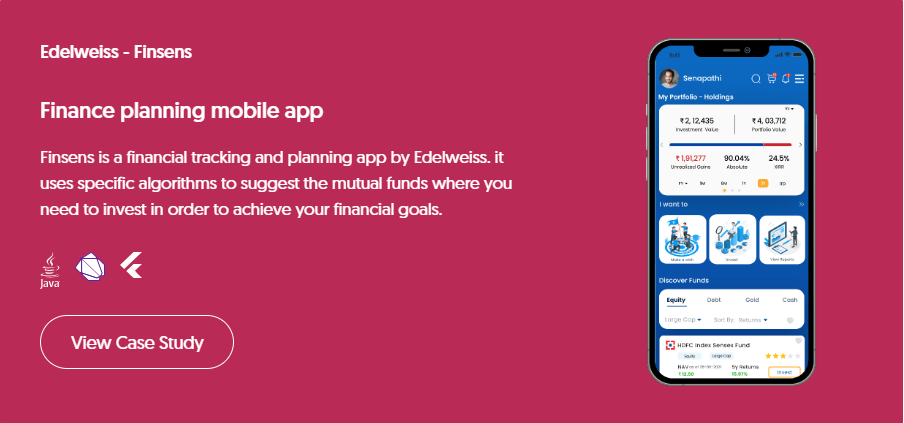 Edelweiss - Finsens
Finance planning mobile app
Finsens is a financial tracking and planning app by Edelweiss. it
uses specific algorithms to suggest the mutual funds where you
need to invest in order to achieve your financial goals.
Java
View Case Study
Senapathi
My Portfolio - Holdings
₹2,12,435 ₹4,03,712
Investment Value Portfolio Value
₹1,91,277 90.04% 24.5%
Unrealized Gains Absolute XIRR
I want to
Invest View Reports
Discover Funds
Equity Debt Gold Cash
Large Cap Sort By: Returns
HDFC Index Sensex Fund
Equity Large Cap
NAV 5y Returns
₹12.50 15.61% Invest